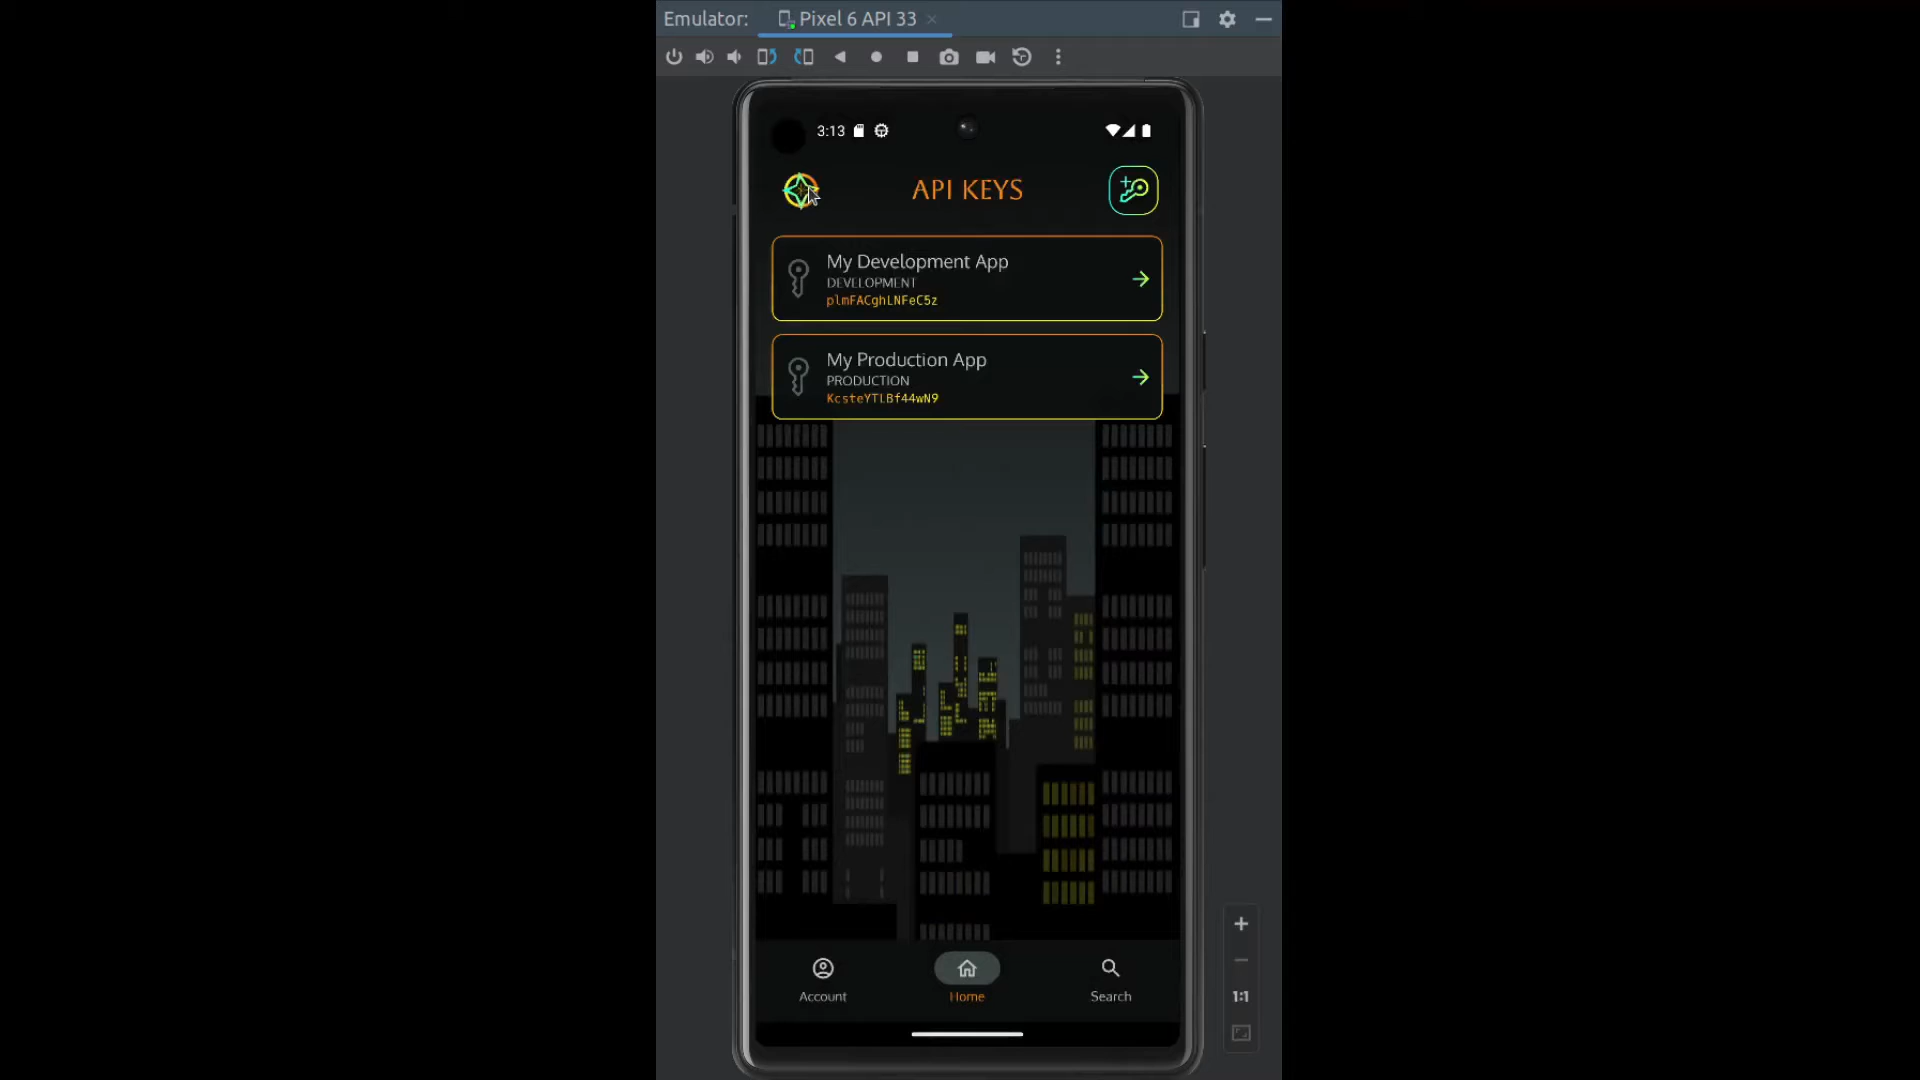 Emulator: Pixel 6 API 33
3:13
API KEYS
My Development App
DEVELOPMENT
plmFACghLNFeC5z
My Production App
PRODUCTION
KcsteYTLBf44wN9
Account
Home
Search
1:1